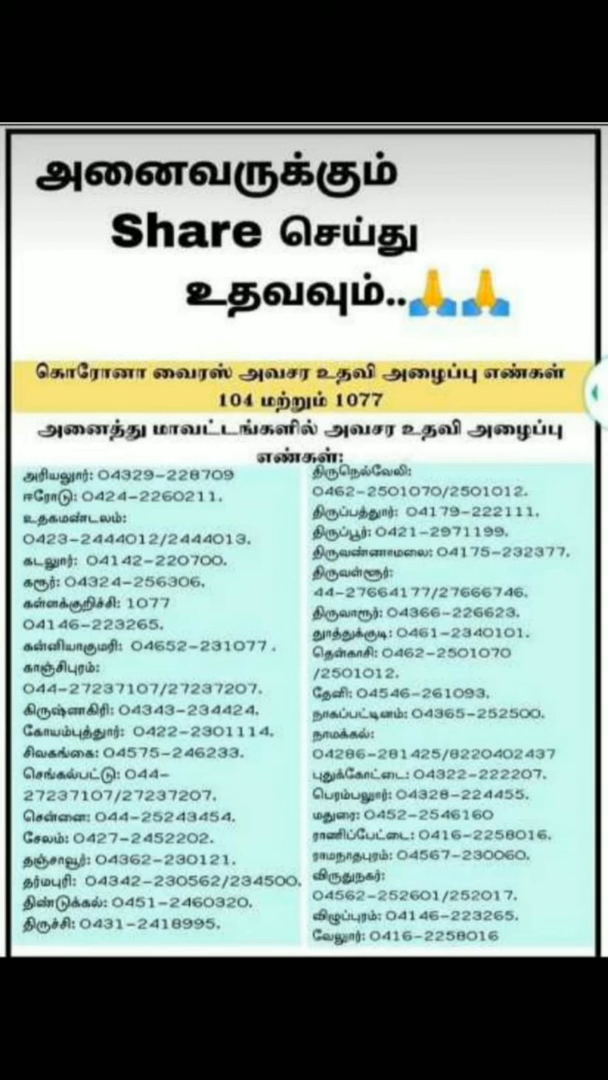 அனைவருக்கும்
Share செய்து
உதவவும்..🙏🙏
கொரோனா வைரஸ் அவசர உதவி அழைப்பு எண்கள்
104 மற்றும் 1077
அனைத்து மாவட்டங்களில் அவசர உதவி அழைப்பு
எண்கள்:
அரியலூர்: 04329-228709
ஈரோடு: 0424-2260211.
உதகமண்டலம்:
0423-2444012/2444013.
கடலூர்: 04142-220700.
கரூர்: 04324-256306.
கள்ளக்குறிச்சி: 1077
04146-223265.
கன்னியாகுமரி: 04652-231077.
காஞ்சிபுரம்:
044-27237107/27237207.
கிருஷ்ணகிரி: 04343-234424.
கோயம்புத்தூர்: 0422-2301114.
சிவகங்கை: 04575-246233.
செங்கல்பட்டு: 044-
27237107/27237207.
சென்னை: 044-25243454.
சேலம்: 0427-2452202.
தஞ்சாவூர்: 04362-230121.
தர்மபுரி: 04342-230562/234500.
திண்டுக்கல்: 0451-2460320.
திருச்சி: 0431-2418995.
திருநெல்வேலி:
0462-2501070/2501012.
திருப்பத்தூர்: 04179-222111.
திருப்பூர்: 0421-2971199.
திருவண்ணாமலை: 04175-232377.
திருவள்ளூர்:
44-27664177/27666746.
திருவாரூர்: 04366-226623.
தூத்துக்குடி: 0461-2340101.
தென்காசி: 0462-2501070
/2501012.
தேனி: 04546-261093.
நாகப்பட்டினம்: 04365-252500.
நாமக்கல்:
04286-281425/8220402437
புதுக்கோட்டை: 04322-222207.
பெரம்பலூர்: 04328-224455.
மதுரை: 0452-2546160
ராணிப்பேட்டை: 0416-2258016.
ராமநாதபுரம்: 04567-230060.
விருதுநகர்:
04562-252601/252017.
விழுப்புரம்: 04146-223265.
வேலூர்: 0416-2258016